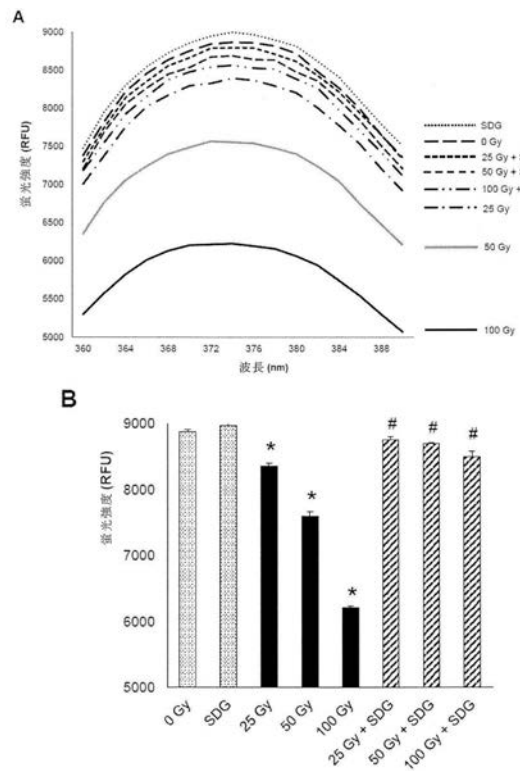 A
9000
8500
8000
7500
7000
6500
6000
5500
5000
蛍光強度 (RFU)
360 364 368 372 376 380 384 388
波長 (nm)
SDG
0 Gy
25 Gy +
50 Gy +
100 Gy +
25 Gy
50 Gy
100 Gy
B
9000
8000
7000
6000
5000
蛍光強度 (RFU)
* * * # # #
0 Gy SDG 25 Gy 50 Gy 100 Gy 25 Gy + SDG 50 Gy + SDG 100 Gy + SDG